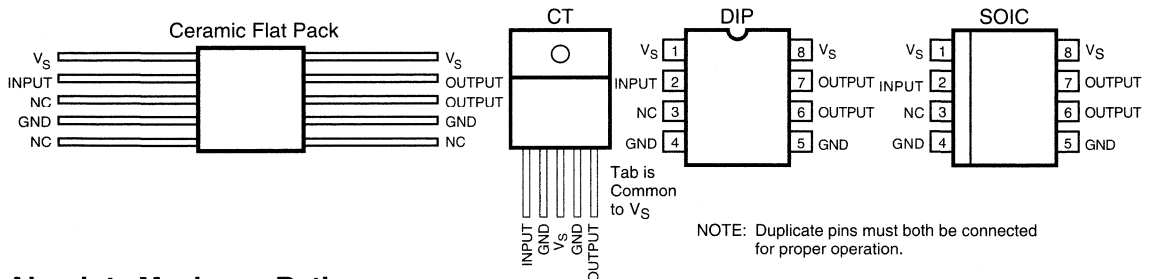 Ceramic Flat Pack
VS
INPUT
NC
GND
NC
VS
OUTPUT
OUTPUT
GND
NC
CT
Tab is
Common
to VS
INPUT
GND
VS
GND
OUTPUT
DIP
VS 1
INPUT 2
NC 3
GND 4
8 VS
7 OUTPUT
6 OUTPUT
5 GND
SOIC
VS 1
INPUT 2
NC 3
GND 4
8 VS
7 OUTPUT
6 OUTPUT
5 GND
NOTE: Duplicate pins must both be connected
for proper operation.